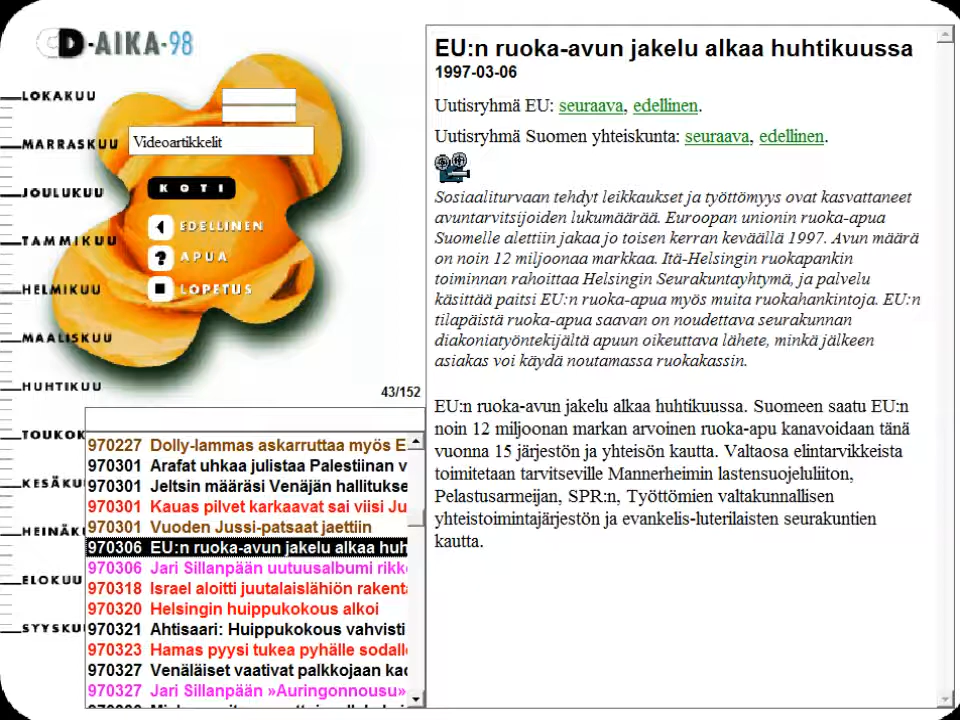 CD-AIKA-98
LOKAKUU
MARRASKUU
JOULUKUU
TAMMIKUU
HELMIKUU
MAALISKUU
HUHTIKUU
TOUKOK
KESÄKU
HEINÄK
ELOKUU
SYYSKU
Videoartikkelit
KOTI
EDELLINEN
? APUA
LOPETUS
43/152
970227 Dolly-lammas askarruttaa myös E
970301 Arafat uhkaa julistaa Palestiinan v
970301 Jeltsin määräsi Venäjän hallitukse
970301 Kauas pilvet karkaavat sai viisi Ju
970301 Vuoden Jussi-patsaat jaettiin
970306 EU:n ruoka-avun jakelu alkaa huh
970306 Jari Sillanpään uutuusalbumi rikk
970318 Israel aloitti juutalaislähiön rakent
970320 Helsingin huippukokous alkoi
970321 Ahtisaari: Huippukokous vahvisti
970323 Hamas pyysi tukea pyhälle sodall
970327 Venäläiset vaativat palkkojaan kad
970327 Jari Sillanpään »Auringonnousu»
EU:n ruoka-avun jakelu alkaa huhtikuussa
1997-03-06
Uutisryhmä EU: seuraava, edellinen.
Uutisryhmä Suomen yhteiskunta: seuraava, edellinen.
Sosiaaliturvaan tehdyt leikkaukset ja työttömyys ovat kasvattaneet
avuntarvitsijoiden lukumäärää. Euroopan unionin ruoka-apua
Suomelle alettiin jakaa jo toisen kerran keväällä 1997. Avun määrä
on noin 12 miljoonaa markkaa. Itä-Helsingin ruokapankin
toiminnan rahoittaa Helsingin Seurakuntayhtymä, ja palvelu
käsittää paitsi EU:n ruoka-apua myös muita ruokahankintoja. EU:n
tilapäistä ruoka-apua saavan on noudettava seurakunnan
diakoniatyöntekijältä apuun oikeuttava lähete, minkä jälkeen
asiakas voi käydä noutamassa ruokakassin.
EU:n ruoka-avun jakelu alkaa huhtikuussa. Suomeen saatu EU:n
noin 12 miljoonan markan arvoinen ruoka-apu kanavoidaan tänä
vuonna 15 järjestön ja yhteisön kautta. Valtaosa elintarvikkeista
toimitetaan tarvitseville Mannerheimin lastensuojeluliiton,
Pelastusarmeijan, SPR:n, Työttömien valtakunnallisen
yhteistoimintajärjestön ja evankelis-luterilaisten seurakuntien
kautta.